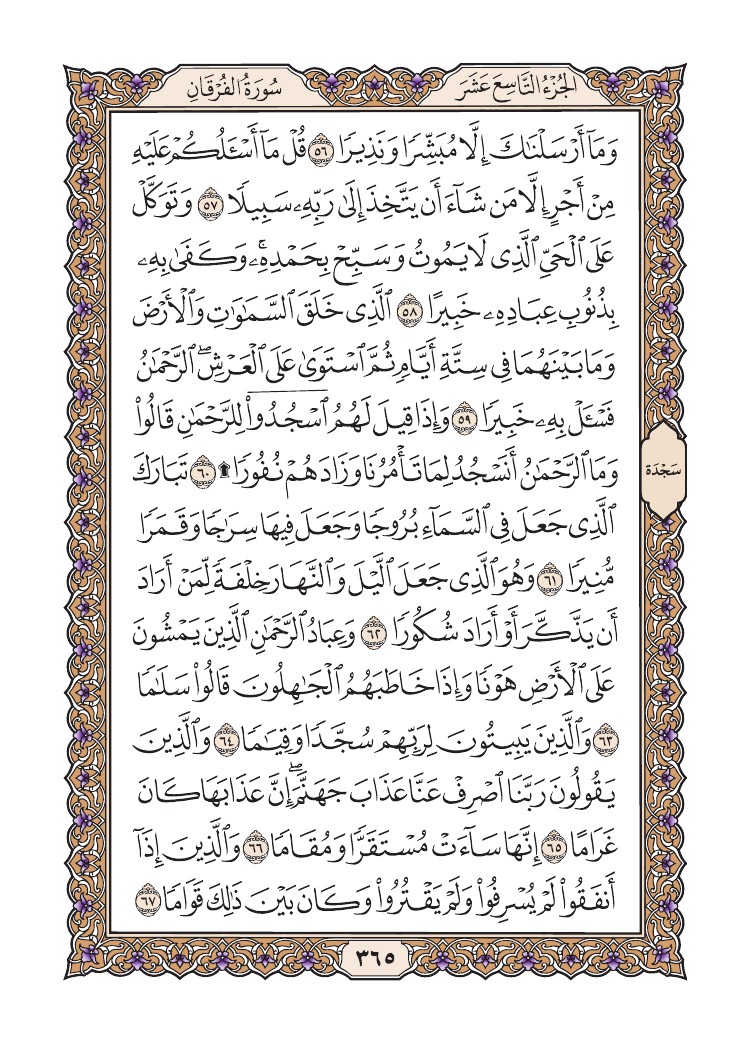 الجُزْءُ التَّاسِعَ عَشَرَ
سُورَةُ الفُرْقَانِ
وَمَآ أَرْسَلْنَٰكَ إِلَّا مُبَشِّرًا وَنَذِيرًا ٥٦ قُلْ مَآ أَسْـَٔلُكُمْ عَلَيْهِ
مِنْ أَجْرٍ إِلَّا مَن شَآءَ أَن يَتَّخِذَ إِلَىٰ رَبِّهِۦ سَبِيلًا ٥٧ وَتَوَكَّلْ
عَلَى ٱلْحَيِّ ٱلَّذِى لَا يَمُوتُ وَسَبِّحْ بِحَمْدِهِۦۚ وَكَفَىٰ بِهِۦ
بِذُنُوبِ عِبَادِهِۦ خَبِيرًا ٥٨ ٱلَّذِى خَلَقَ ٱلسَّمَٰوَٰتِ وَٱلْأَرْضَ
وَمَا بَيْنَهُمَا فِى سِتَّةِ أَيَّامٍ ثُمَّ ٱسْتَوَىٰ عَلَى ٱلْعَرْشِۖ ٱلرَّحْمَٰنُ
فَسْـَٔلْ بِهِۦ خَبِيرًا ٥٩ وَإِذَا قِيلَ لَهُمُ ٱسْجُدُوا۟ لِلرَّحْمَٰنِ قَالُوا۟
وَمَا ٱلرَّحْمَٰنُ أَنَسْجُدُ لِمَا تَأْمُرُنَا وَزَادَهُمْ نُفُورًا ۩ ٦٠ تَبَارَكَ
سَجْدَة
ٱلَّذِى جَعَلَ فِى ٱلسَّمَآءِ بُرُوجًا وَجَعَلَ فِيهَا سِرَٰجًا وَقَمَرًا
مُّنِيرًا ٦١ وَهُوَ ٱلَّذِى جَعَلَ ٱلَّيْلَ وَٱلنَّهَارَ خِلْفَةً لِّمَنْ أَرَادَ
أَن يَذَّكَّرَ أَوْ أَرَادَ شُكُورًا ٦٢ وَعِبَادُ ٱلرَّحْمَٰنِ ٱلَّذِينَ يَمْشُونَ
عَلَى ٱلْأَرْضِ هَوْنًا وَإِذَا خَاطَبَهُمُ ٱلْجَٰهِلُونَ قَالُوا۟ سَلَٰمًا
٦٣ وَٱلَّذِينَ يَبِيتُونَ لِرَبِّهِمْ سُجَّدًا وَقِيَٰمًا ٦٤ وَٱلَّذِينَ
يَقُولُونَ رَبَّنَا ٱصْرِفْ عَنَّا عَذَابَ جَهَنَّمَۖ إِنَّ عَذَابَهَا كَانَ
غَرَامًا ٦٥ إِنَّهَا سَآءَتْ مُسْتَقَرًّا وَمُقَامًا ٦٦ وَٱلَّذِينَ إِذَآ
أَنفَقُوا۟ لَمْ يُسْرِفُوا۟ وَلَمْ يَقْتُرُوا۟ وَكَانَ بَيْنَ ذَٰلِكَ قَوَامًا ٦٧
٣٦٥